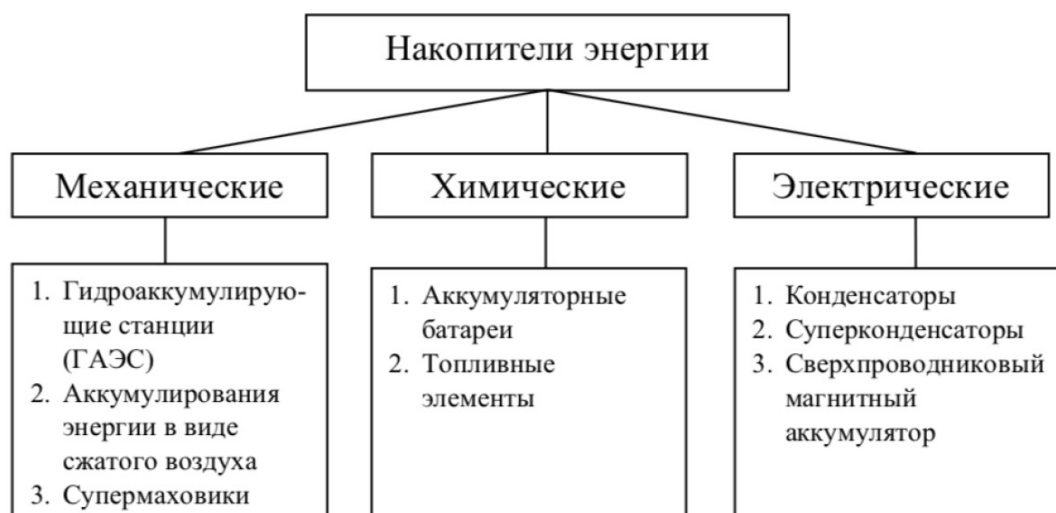 Накопители энергии
Механические
Химические
Электрические
1. Гидроаккумулирую-
щие станции
(ГАЭС)
2. Аккумулирования
энергии в виде
сжатого воздуха
3. Супермаховики
1. Аккумуляторные
батареи
2. Топливные
элементы
1. Конденсаторы
2. Суперконденсаторы
3. Сверхпроводниковый
магнитный
аккумулятор